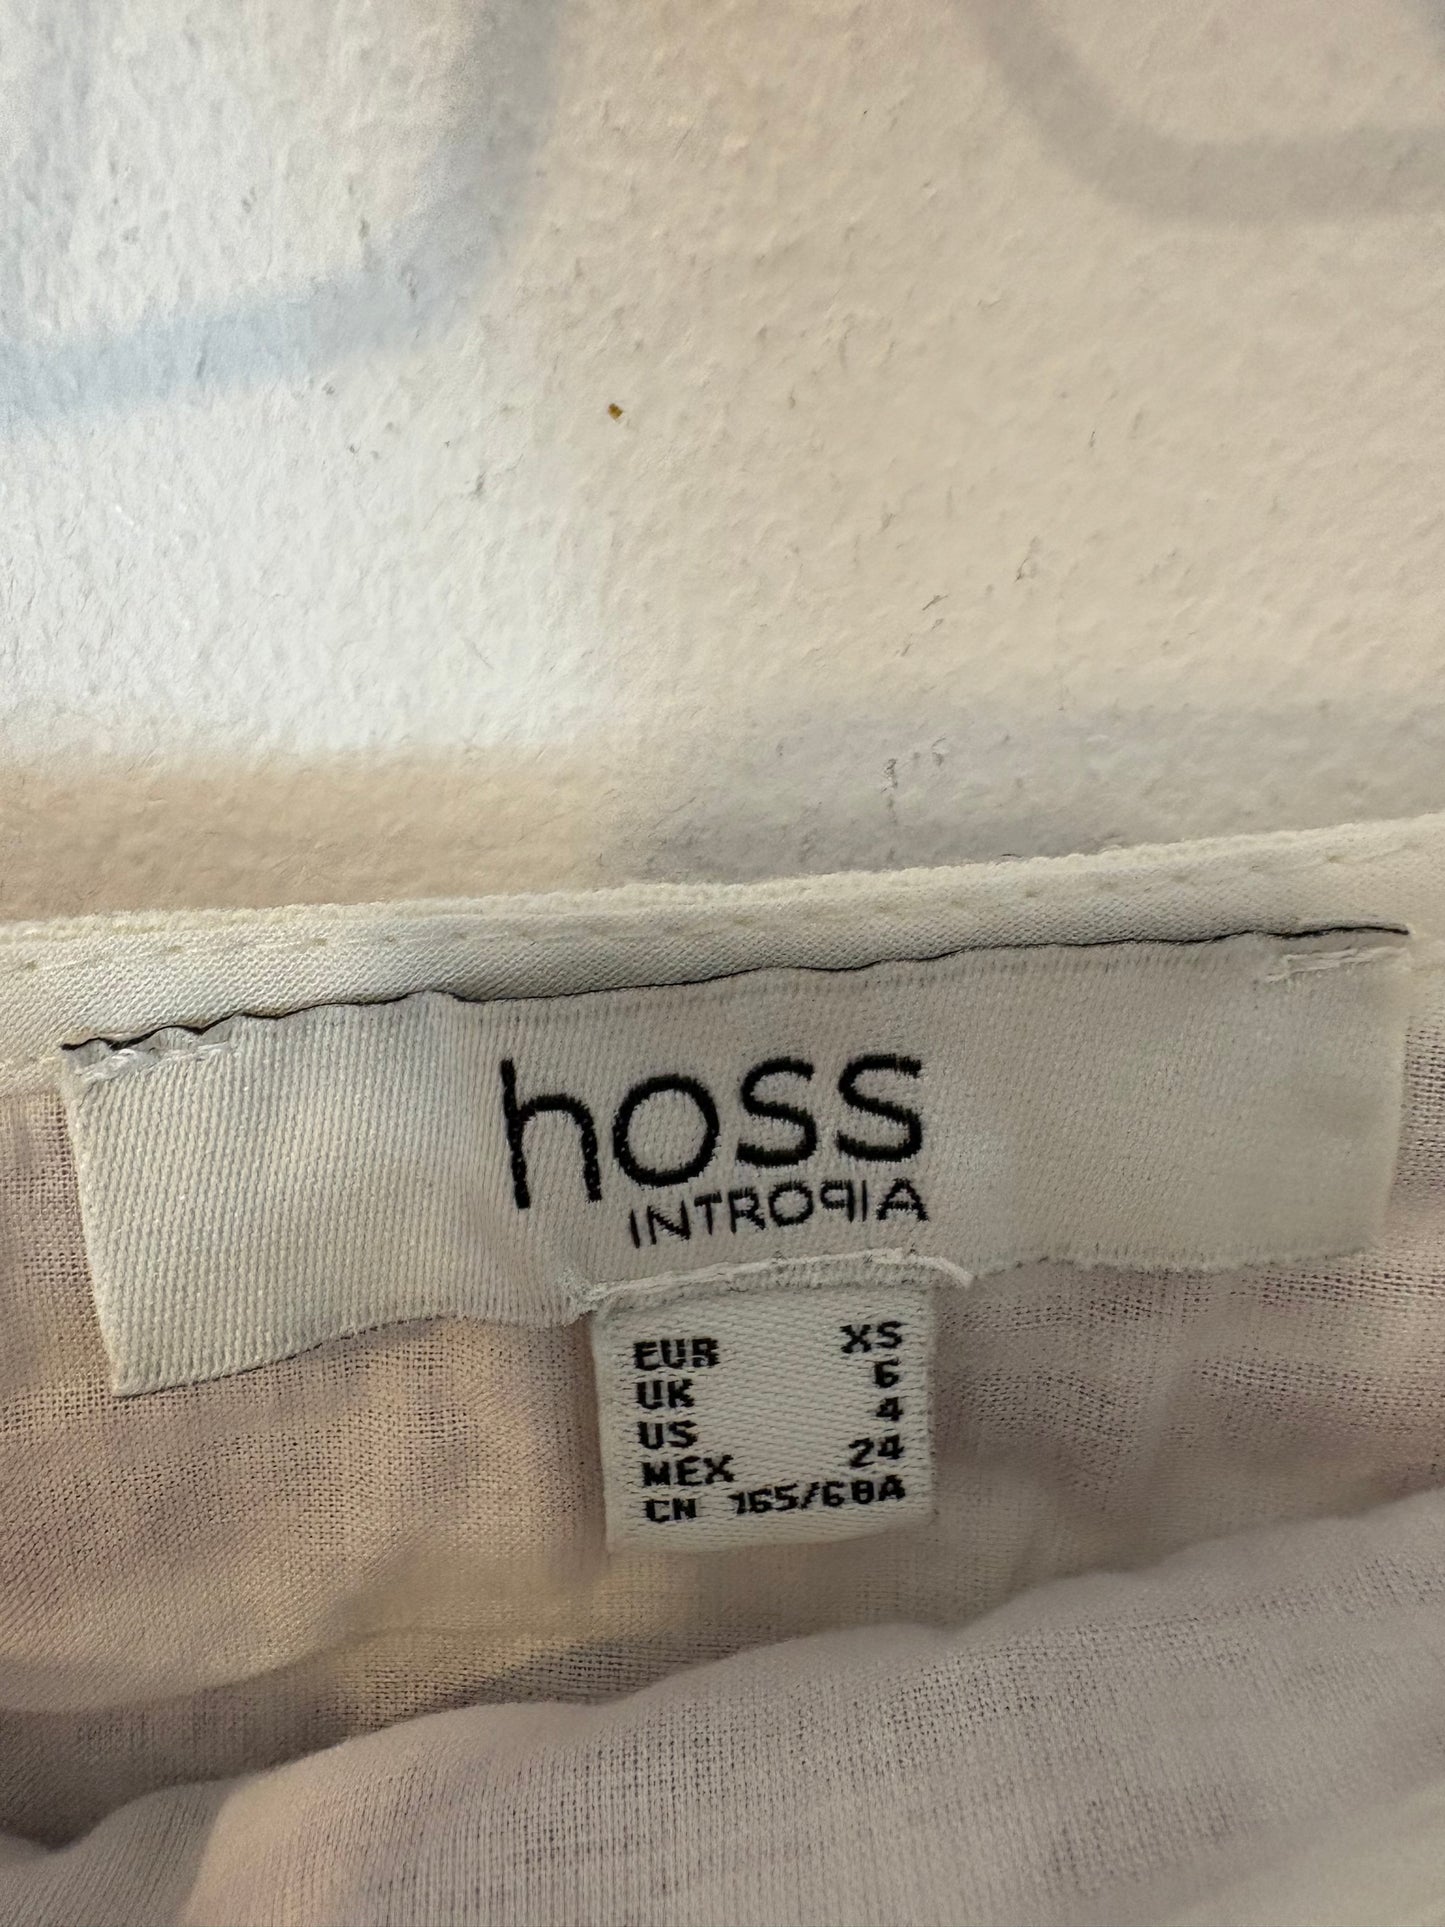 hoss
INTROPIA
EUR XS
UK 6
US 4
MEX 24
CN 165/68A